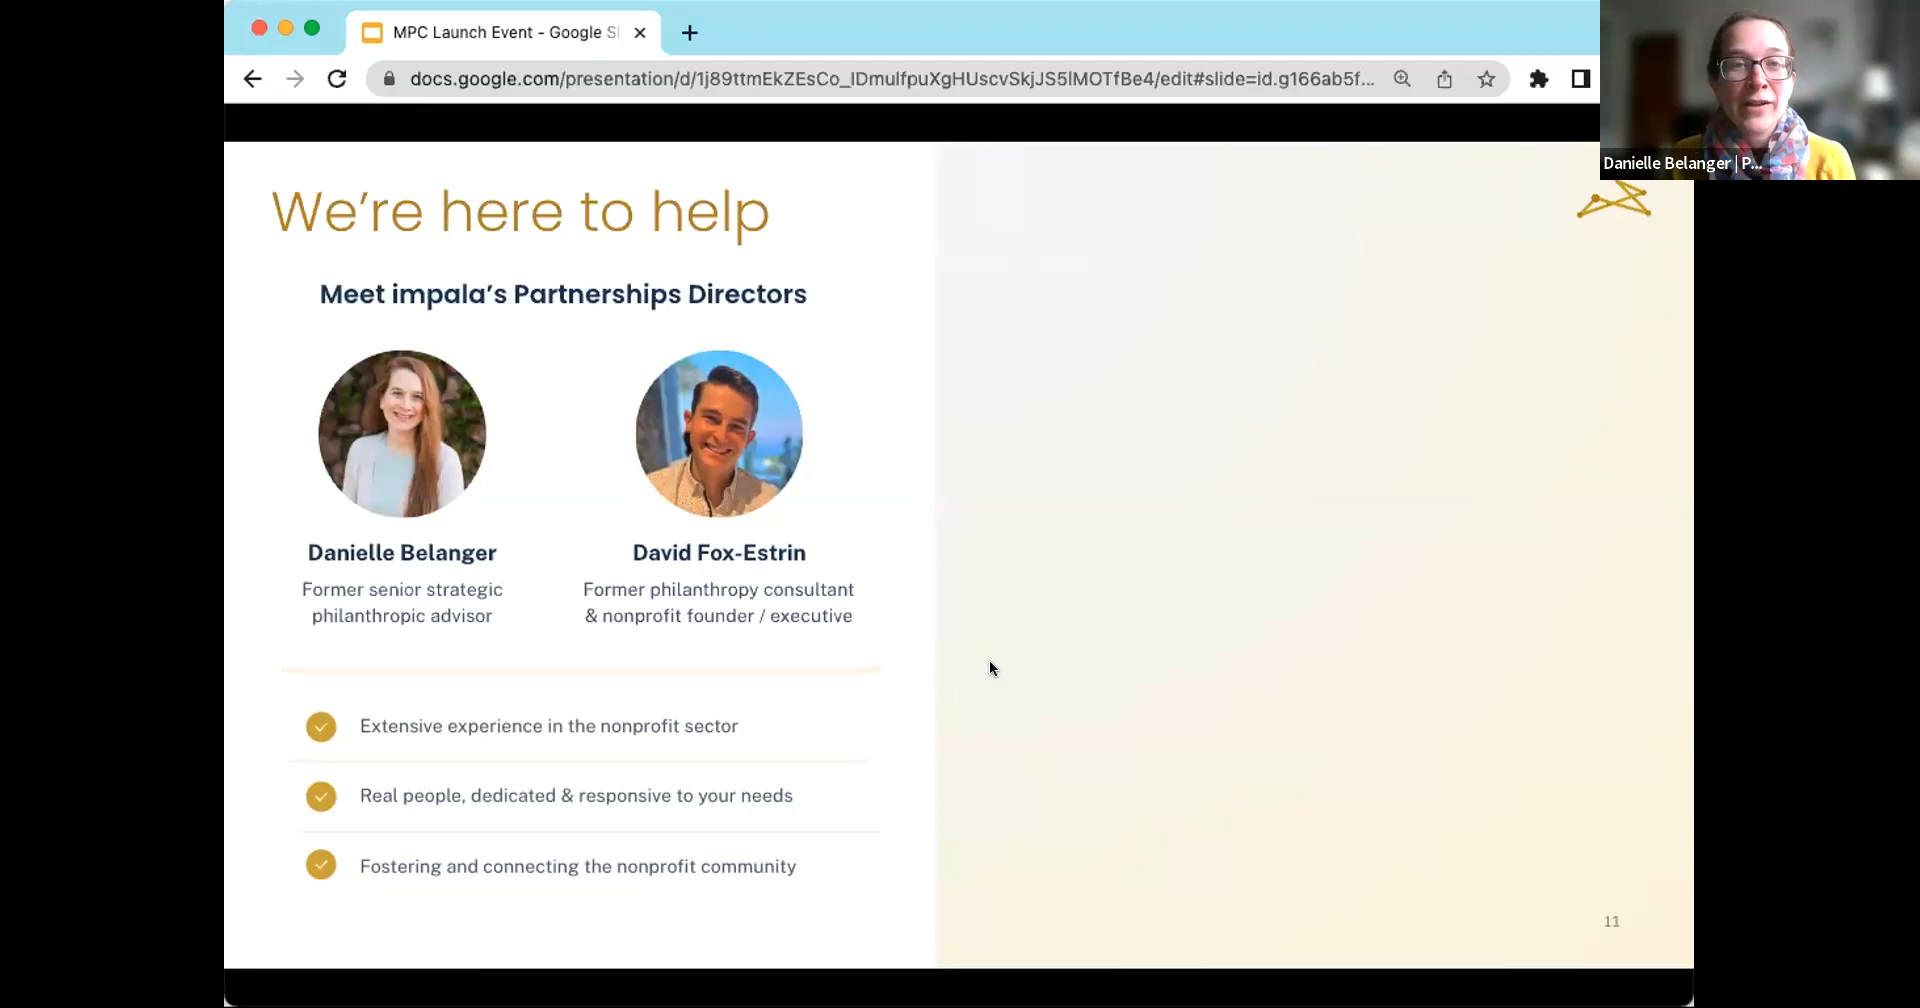 MPC Launch Event - Google Sl
docs.google.com/presentation/d/1j89ttmEkZEsCo_IDmulfpuXgHUscvSkjJS5lMOTfBe4/edit#slide=id.g166ab5f...
Danielle Belanger | P...
We're here to help
Meet impala's Partnerships Directors
Danielle Belanger
Former senior strategic
philanthropic advisor
David Fox-Estrin
Former philanthropy consultant
& nonprofit founder / executive
Extensive experience in the nonprofit sector
Real people, dedicated & responsive to your needs
Fostering and connecting the nonprofit community
11